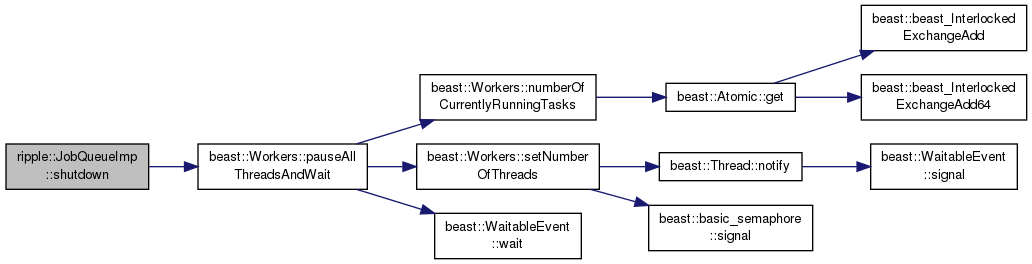 beast::beast_Interlocked
ExchangeAdd
beast::Workers::numberOf
CurrentlyRunningTasks
beast::Atomic::get
beast::beast_Interlocked
ExchangeAdd64
ripple::JobQueueImp
::shutdown
beast::Workers::pauseAll
ThreadsAndWait
beast::Workers::setNumber
OfThreads
beast::Thread::notify
beast::WaitableEvent
::signal
beast::WaitableEvent
::wait
beast::basic_semaphore
::signal